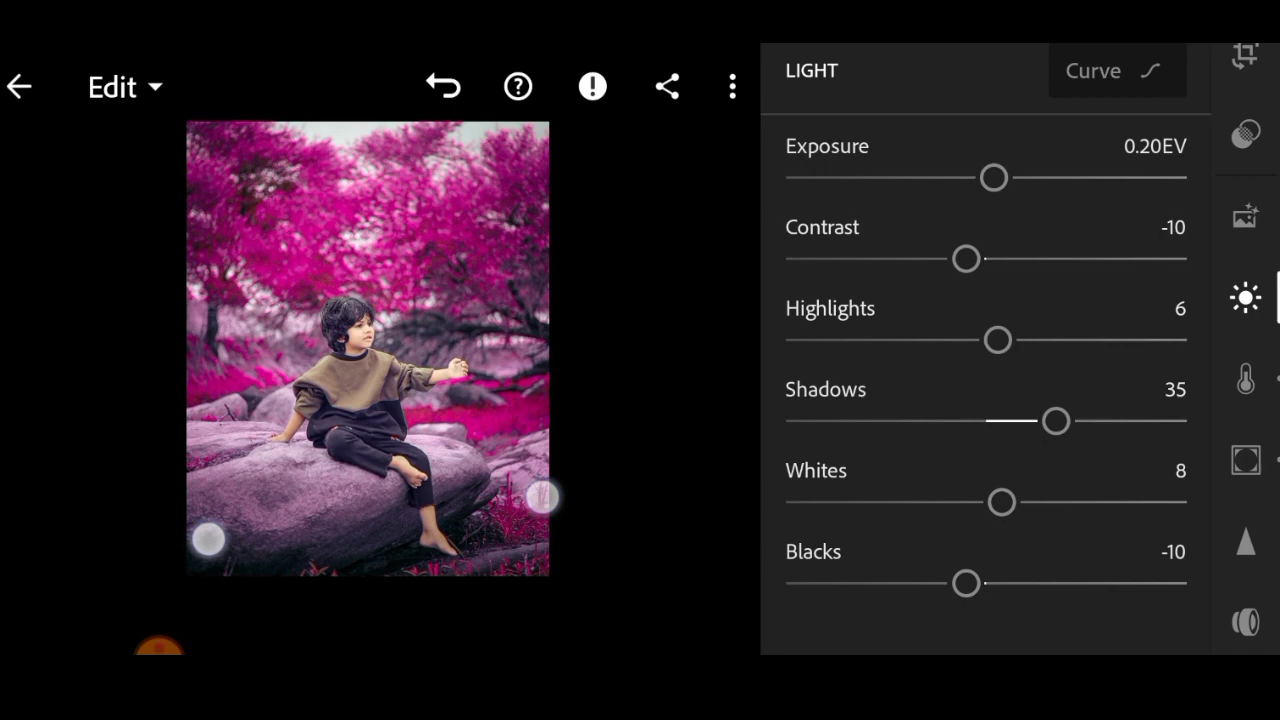 Edit
LIGHT
Curve
Exposure 0.20EV
Contrast -10
Highlights 6
Shadows 35
Whites 8
Blacks -10